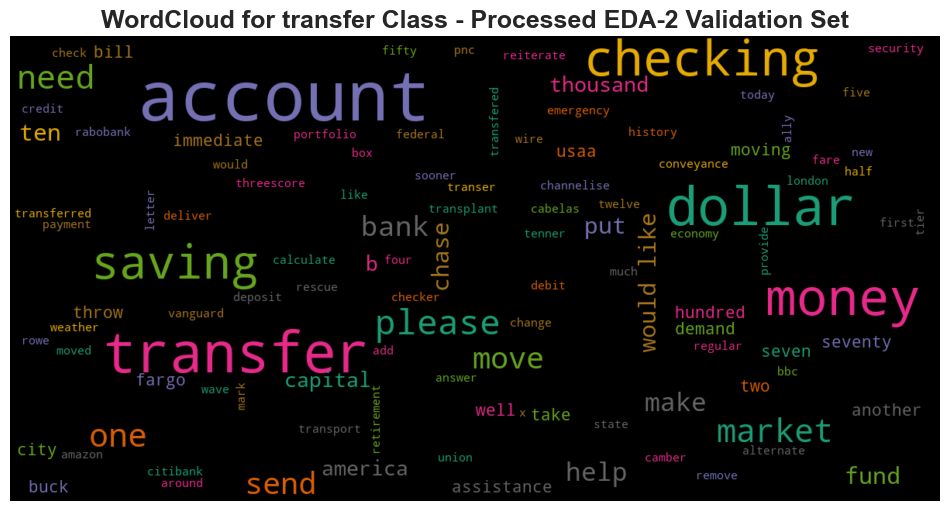 WordCloud for transfer Class - Processed EDA-2 Validation Set
check bill fifty pnc reiterate checking security
need account thousand today five
credit emergency
ten rabobank immediate portfolio federal transfered wire usaa history ally
box moving conveyance fare new
would sooner half
threescore like transer channelise london
transferred letter deliver transplant cabelas twelve dollar
payment bank chase tenner put would like economy provide first tier
saving calculate b four much
deposit rescue checker debit money
throw vanguard please change hundred
weather demand
rowe moved transfer add move regular seven seventy
fargo wave capital answer two bbc
mark retirement well x take make another
one transport state market
city amazon alternate
citibank america union help camber remove fund
buck around send assistance